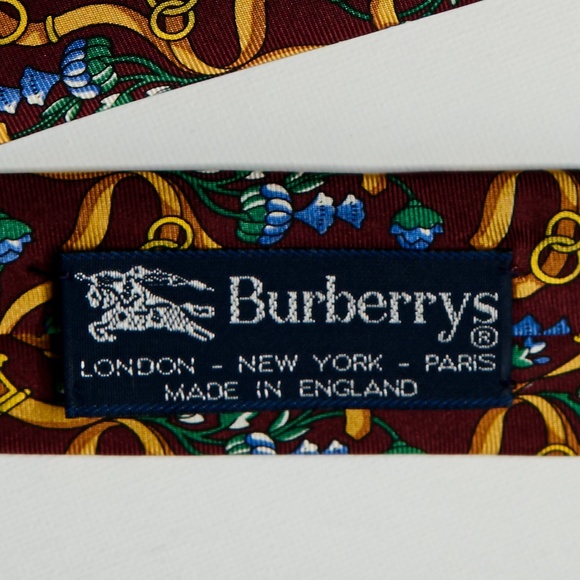 Burberrys®
LONDON - NEW YORK - PARIS
MADE IN ENGLAND